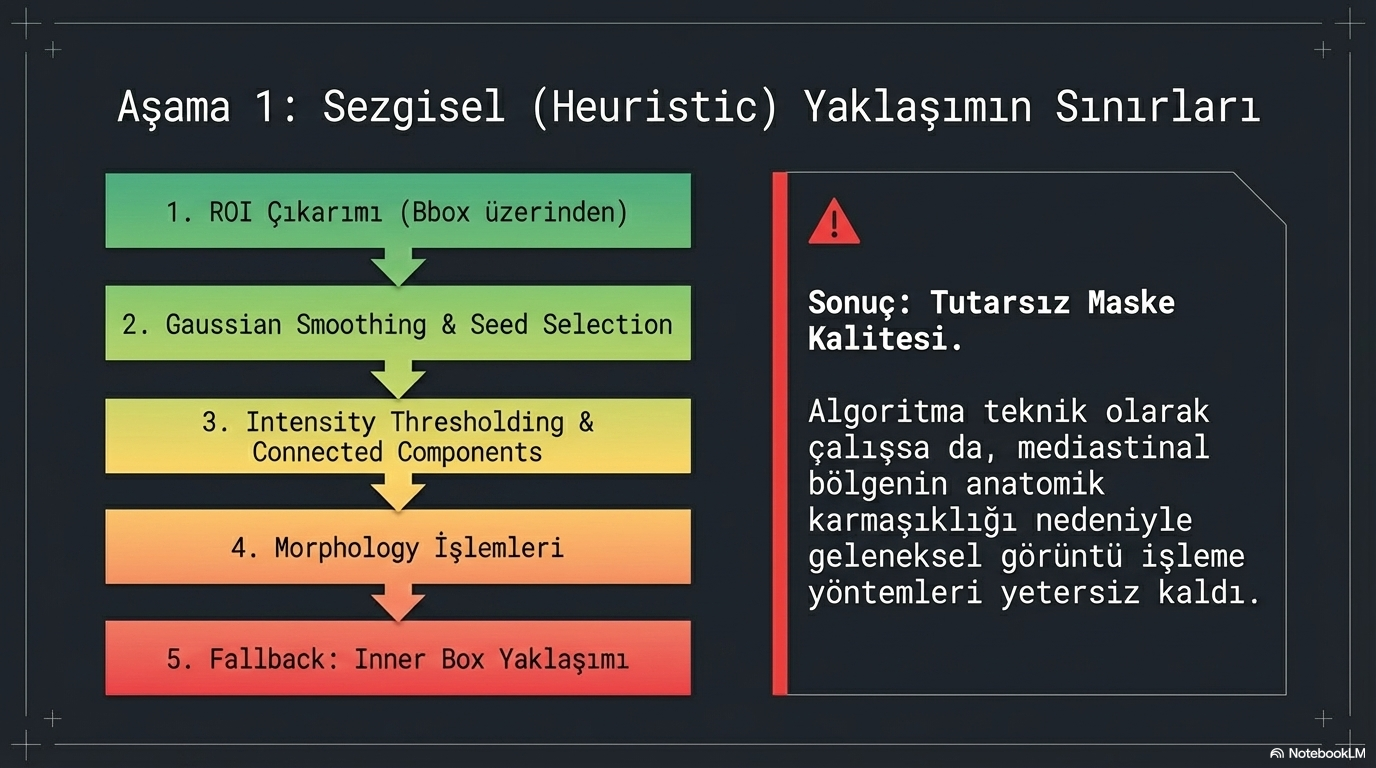 Aşama 1: Sezgisel (Heuristic) Yaklaşımın Sınırları
1. ROI Çıkarımı (Bbox üzerinden)
2. Gaussian Smoothing & Seed Selection
3. Intensity Thresholding &
Connected Components
4. Morphology İşlemleri
5. Fallback: Inner Box Yaklaşımı
Sonuç: Tutarsız Maske
Kalitesi.
Algoritma teknik olarak
çalışsa da, mediastinal
bölgenin anatomik
karmaşıklığı nedeniyle
geleneksel görüntü işleme
yöntemleri yetersiz kaldı.
NotebookLM